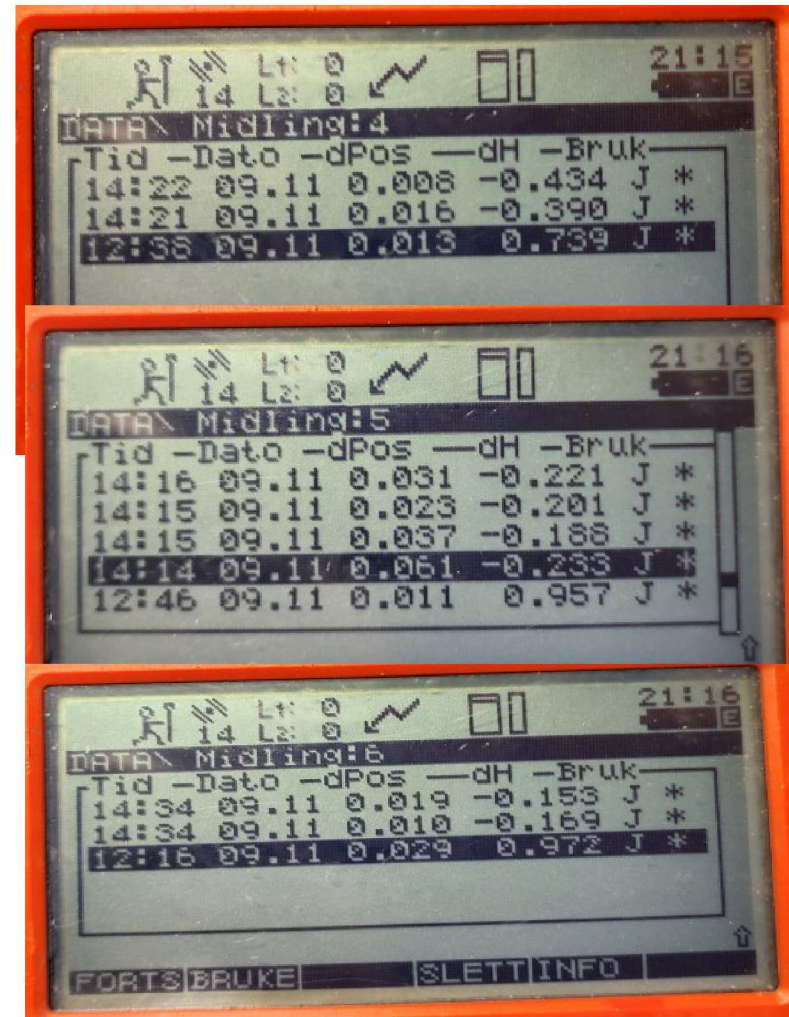 L1: 0 21:15
14 L2: 0 E
DATA\ Midling:4
Tid -Dato -dPos --dH -Bruk
14:22 09.11 0.008 -0.434 J *
14:21 09.11 0.016 -0.390 J *
12:38 09.11 0.013 0.739 J *
L1: 0 21:16
14 L2: 0 E
DATA\ Midling:5
Tid -Dato -dPos --dH -Bruk
14:16 09.11 0.031 -0.221 J *
14:15 09.11 0.023 -0.201 J *
14:15 09.11 0.037 -0.188 J *
14:14 09.11 0.061 -0.233 J *
12:46 09.11 0.011 0.957 J *
L1: 0 21:16
14 L2: 0 E
DATA\ Midling:6
Tid -Dato -dPos --dH -Bruk
14:34 09.11 0.019 -0.153 J *
14:34 09.11 0.010 -0.169 J *
12:16 09.11 0.029 0.972 J *
FORTS BRUKE SLETT INFO